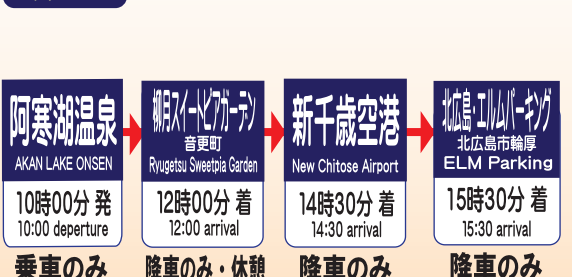 阿寒湖温泉
AKAN LAKE ONSEN
10時00分 発
10:00 deperture
乗車のみ
柳月スイートピアガーデン
音更町
Ryugetsu Sweetpia Garden
12時00分 着
12:00 arrival
降車のみ・休憩
新千歳空港
New Chitose Airport
14時30分 着
14:30 arrival
降車のみ
北広島・エルムパーキング
北広島市輪厚
ELM Parking
15時30分 着
15:30 arrival
降車のみ